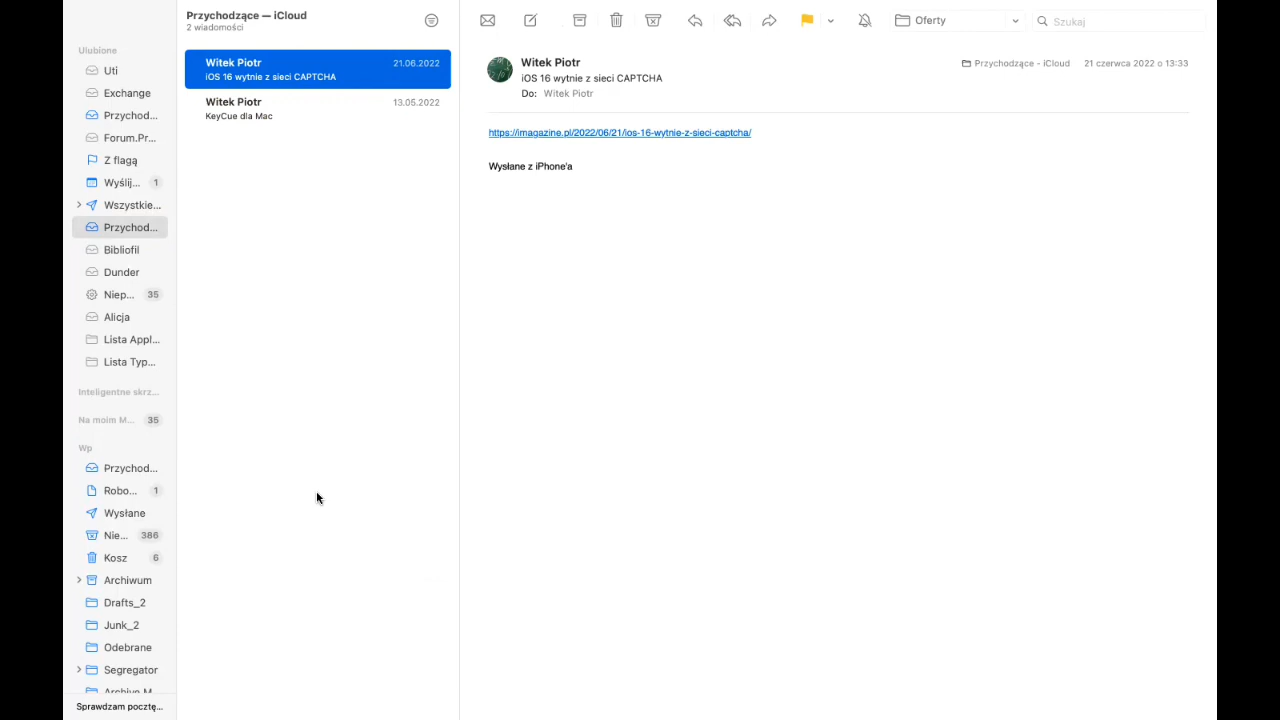 Przychodzące — iCloud
2 wiadomości
Ulubione
Uti
Exchange
Przychod...
Forum.Pr...
Z flagą
Wyślij... 1
Wszystkie...
Przychod...
Bibliofil
Dunder
Niep... 35
Alicja
Lista Appl...
Lista Typ...
Inteligentne skrz...
Na moim M... 35
Wp
Przychod...
Robo... 1
Wysłane
Nie... 386
Kosz 6
Archiwum
Drafts_2
Junk_2
Odebrane
Segregator
Archive M
Sprawdzam pocztę...
Witek Piotr 21.06.2022
iOS 16 wytnie z sieci CAPTCHA
Witek Piotr 13.05.2022
KeyCue dla Mac
Oferty
Szukaj
Witek Piotr
Przychodzące - iCloud 21 czerwca 2022 o 13:33
iOS 16 wytnie z sieci CAPTCHA
Do: Witek Piotr
https://imagazine.pl/2022/06/21/ios-16-wytnie-z-sieci-captcha/
Wysłane z iPhone'a